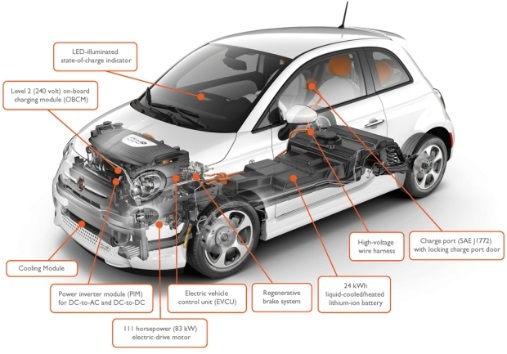 LED-illuminated
state-of-charge indicator
Level 2 (240 volt) on-board
charging module (OBCM)
Cooling Module
Power inverter module (PIM)
for DC-to-AC and DC-to-DC
111 horsepower (83 kW)
electric-drive motor
Electric vehicle
control unit (EVCU)
Regenerative
brake system
24 kWh
liquid-cooled/heated
lithium-ion battery
High-voltage
wire harness
Charge port (SAE J1772)
with locking charge port door